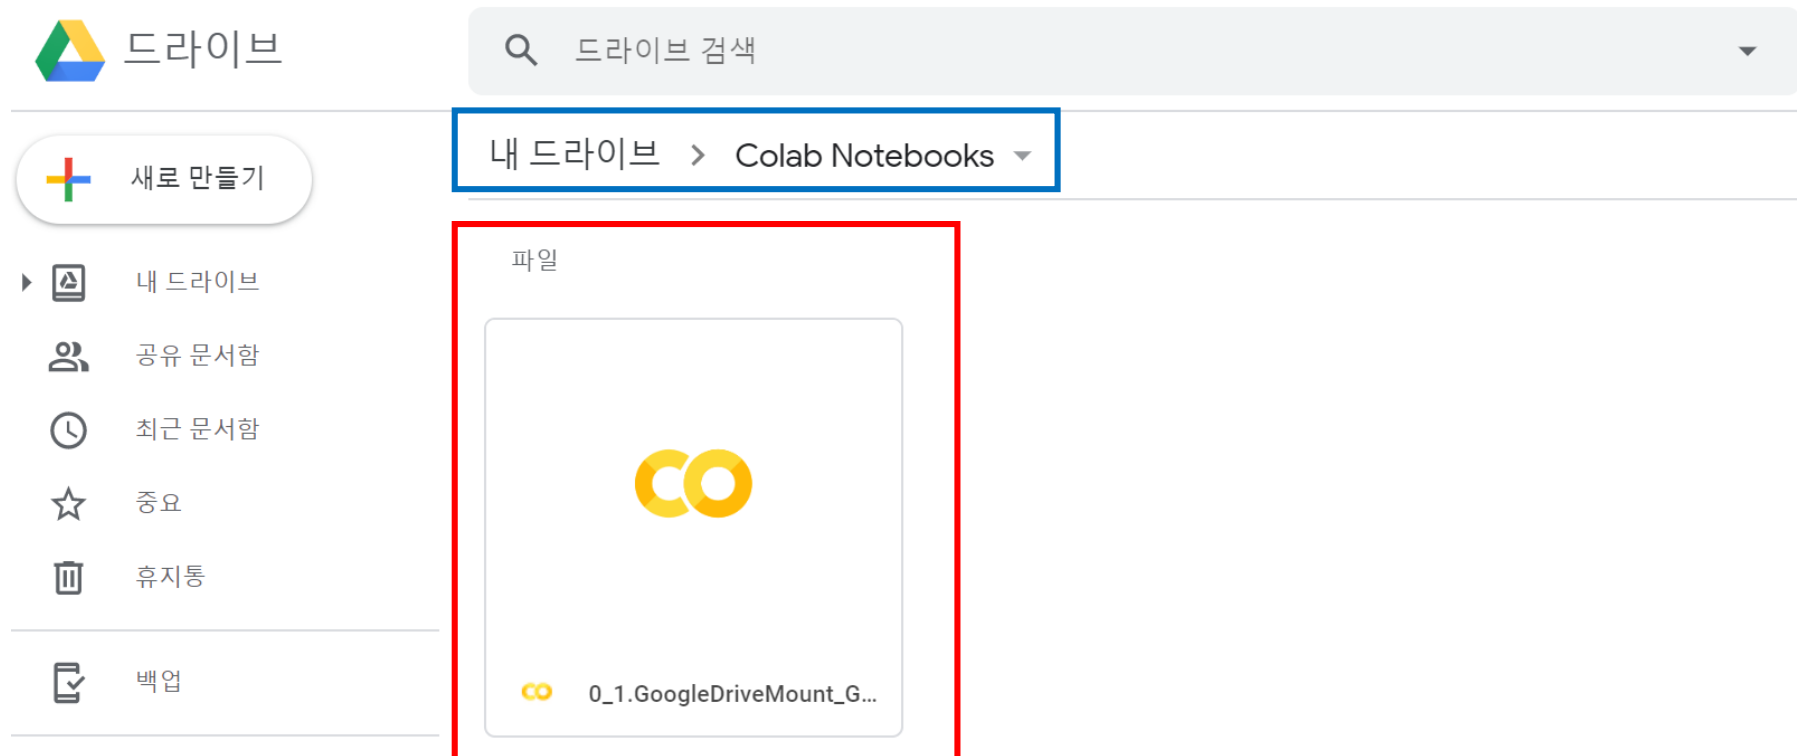 드라이브
드라이브 검색
내 드라이브 > Colab Notebooks
새로 만들기
파일
내 드라이브
공유 문서함
최근 문서함
중요
휴지통
백업
0_1.GoogleDriveMount_G...